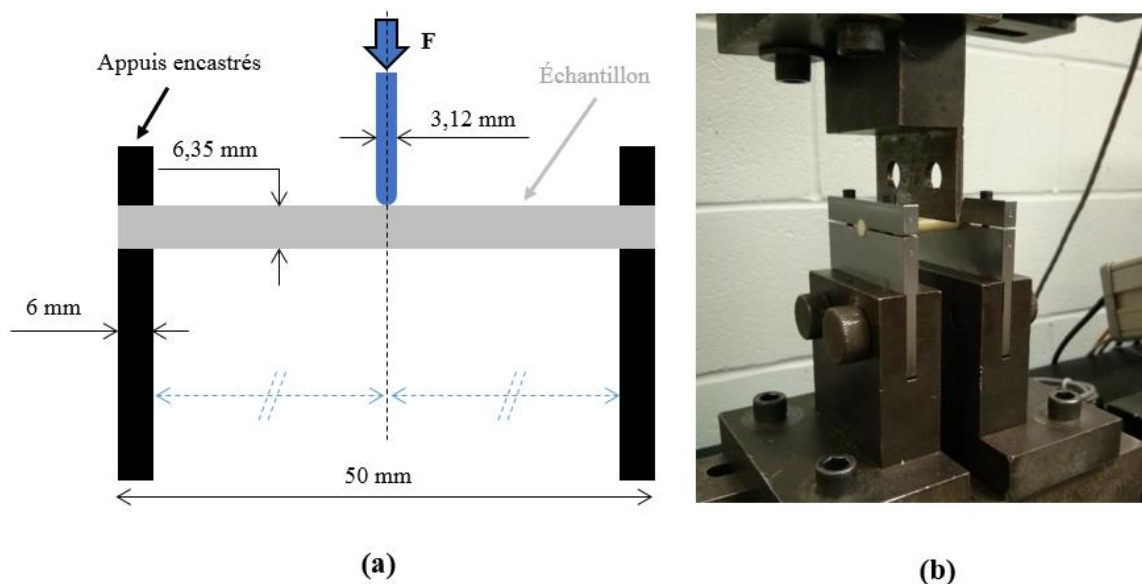 F
Appuis encastrés
Échantillon
3,12 mm
6,35 mm
6 mm
50 mm
(a)
(b)